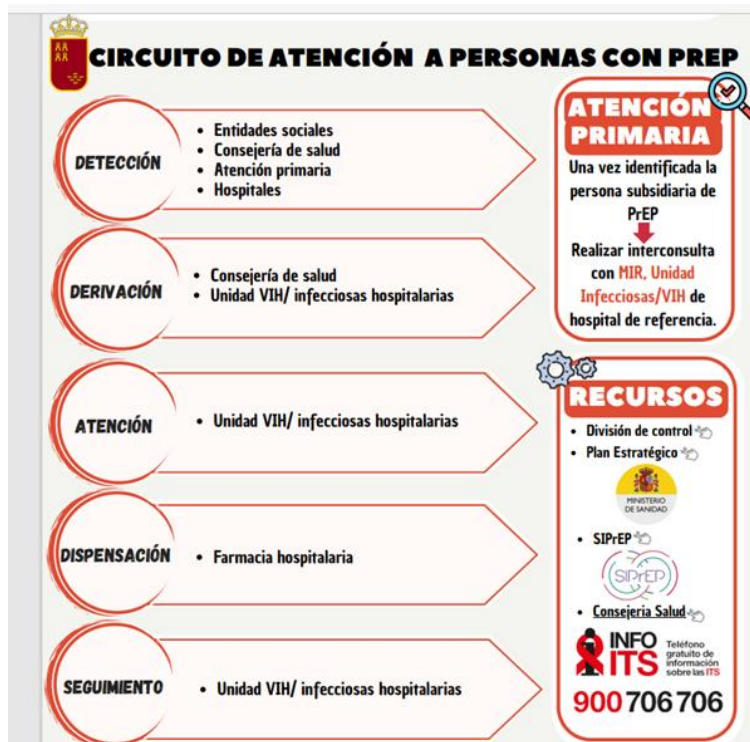 CIRCUITO DE ATENCIÓN A PERSONAS CON PREP
DETECCIÓN
• Entidades sociales
• Consejería de salud
• Atención primaria
• Hospitales
DERIVACIÓN
• Consejería de salud
• Unidad VIH/ infecciosas hospitalarias
ATENCIÓN
• Unidad VIH/ infecciosas hospitalarias
DISPENSACIÓN
• Farmacia hospitalaria
SEGUIMIENTO
• Unidad VIH/ infecciosas hospitalarias
ATENCIÓN
PRIMARIA
Una vez identificada la
persona subsidiaria de
PrEP
Realizar interconsulta
con MIR, Unidad
Infecciosas/VIH de
hospital de referencia.
RECURSOS
• División de control
• Plan Estratégico
MINISTERIO
DE SANIDAD
• SIPrEP
SIPrEP
• Consejeria Salud
INFO
ITS
Teléfono
gratuito de
información
sobre las ITS
900 706 706